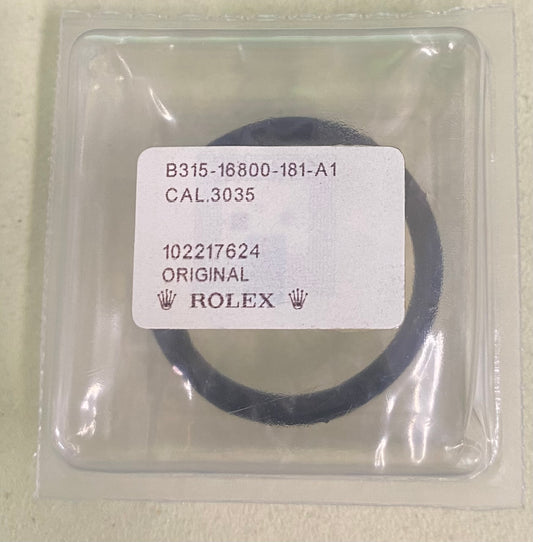 B315-16800-181-A1
CAL.3035
102217624
ORIGINAL
ROLEX